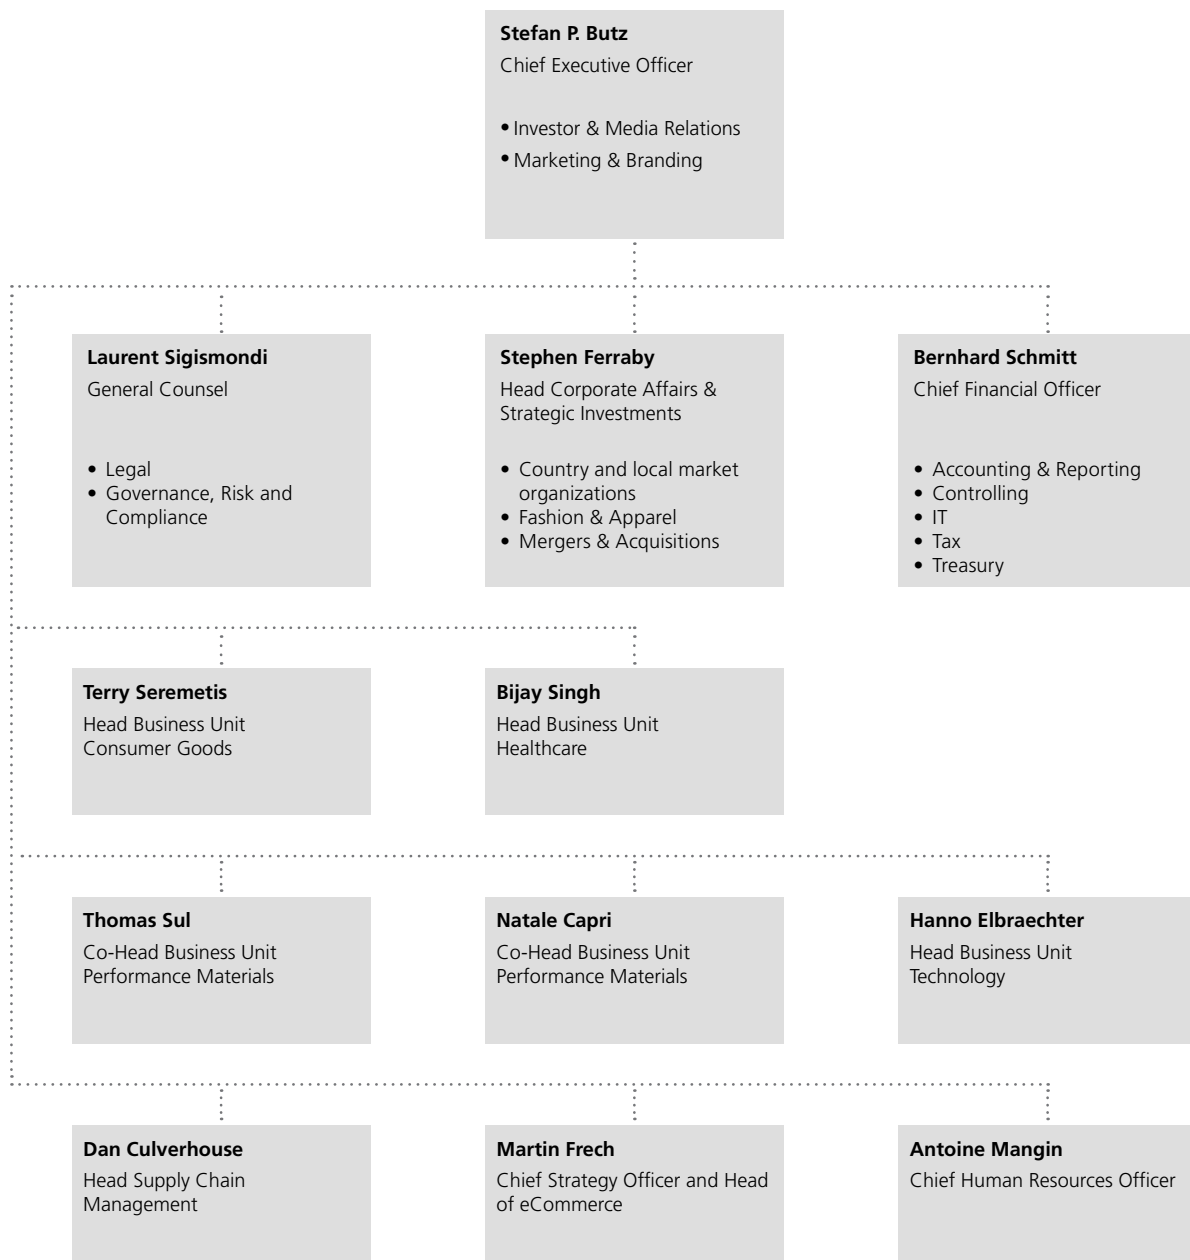 Stefan P. Butz
Chief Executive Officer
• Investor & Media Relations
• Marketing & Branding
Laurent Sigismondi
General Counsel
• Legal
• Governance, Risk and
Compliance
Stephen Ferraby
Head Corporate Affairs &
Strategic Investments
• Country and local market
organizations
• Fashion & Apparel
• Mergers & Acquisitions
Bernhard Schmitt
Chief Financial Officer
• Accounting & Reporting
• Controlling
• IT
• Tax
• Treasury
Terry Seremetis
Head Business Unit
Consumer Goods
Bijay Singh
Head Business Unit
Healthcare
Thomas Sul
Co-Head Business Unit
Performance Materials
Natale Capri
Co-Head Business Unit
Performance Materials
Hanno Elbraechter
Head Business Unit
Technology
Dan Culverhouse
Head Supply Chain
Management
Martin Frech
Chief Strategy Officer and Head
of eCommerce
Antoine Mangin
Chief Human Resources Officer